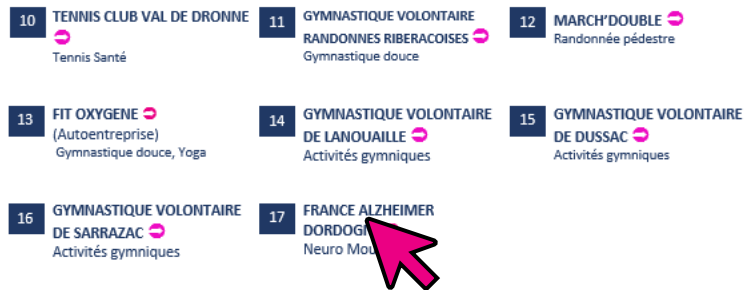 10 TENNIS CLUB VAL DE DRONNE
Tennis Santé
11 GYMNASTIQUE VOLONTAIRE
RANDONNES RIBERACOISES
Gymnastique douce
12 MARCH'DOUBLE
Randonnée pédestre
13 FIT OXYGENE
(Autoentreprise)
Gymnastique douce, Yoga
14 GYMNASTIQUE VOLONTAIRE
DE LANOUAILLE
Activités gymniques
15 GYMNASTIQUE VOLONTAIRE
DE DUSSAC
Activités gymniques
16 GYMNASTIQUE VOLONTAIRE
DE SARRAZAC
Activités gymniques
17 FRANCE ALZHEIMER
Neuro